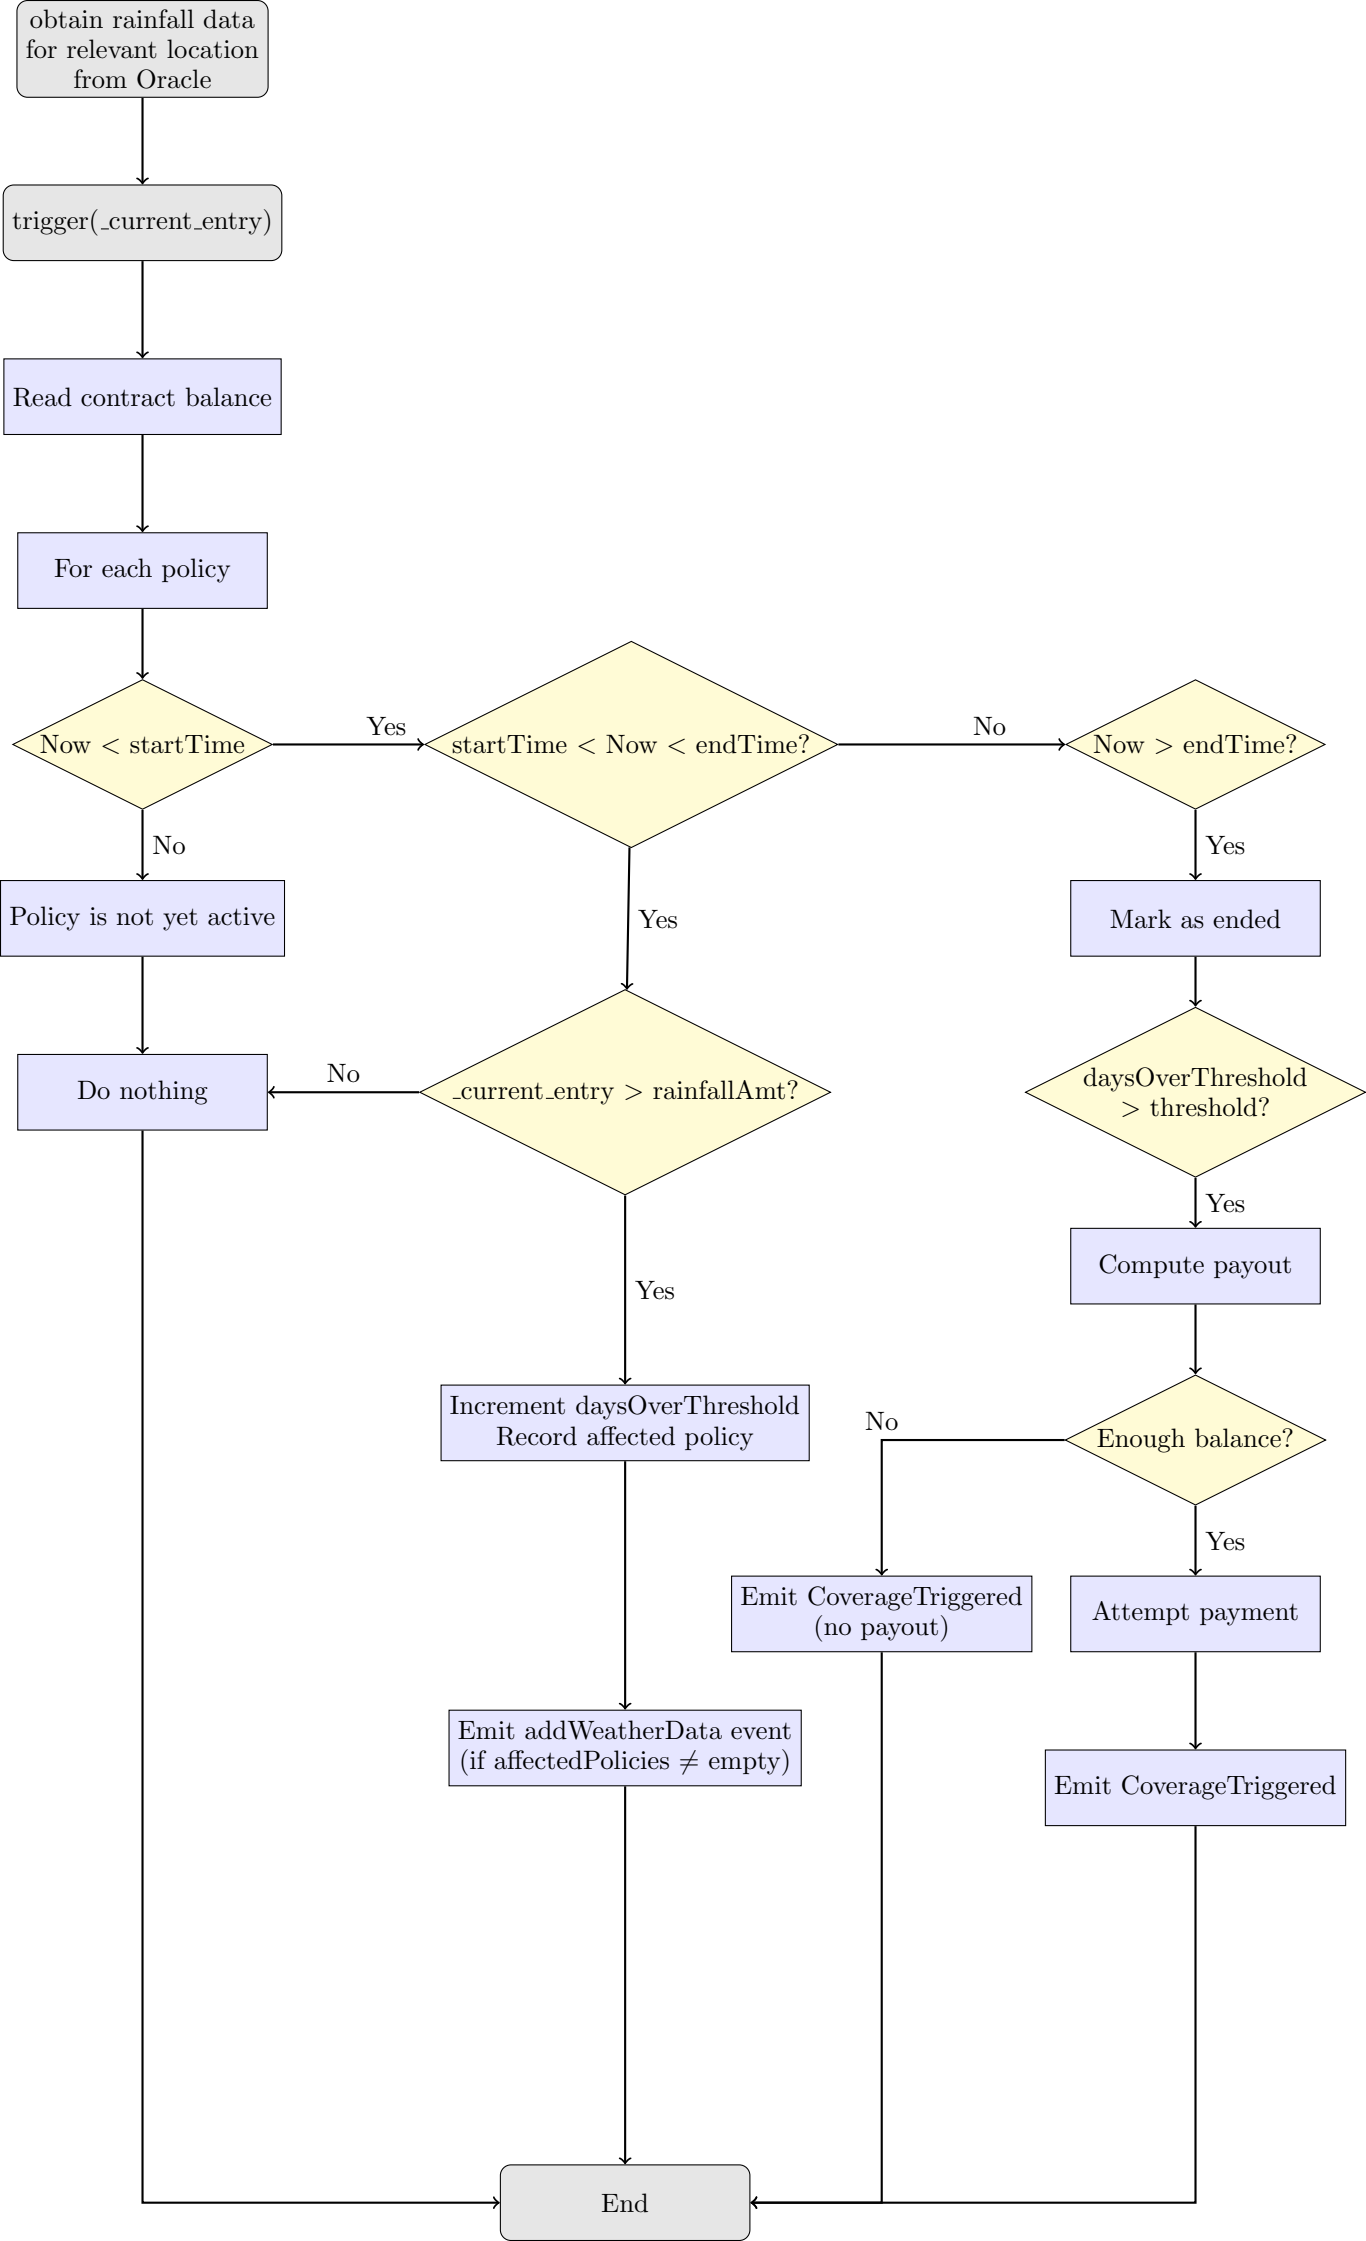 obtain rainfall data
for relevant location
from Oracle
trigger(_current_entry)
Read contract balance
For each policy
Now < startTime
Yes
startTime < Now < endTime?
No
Now > endTime?
No
Yes
Policy is not yet active
Yes
Mark as ended
Do nothing
No
_current_entry > rainfallAmt?
daysOverThreshold
> threshold?
Yes
Compute payout
Yes
Increment daysOverThreshold
Record affected policy
No
Enough balance?
Yes
Emit CoverageTriggered
(no payout)
Attempt payment
Emit addWeatherData event
(if affectedPolicies ≠ empty)
Emit CoverageTriggered
End